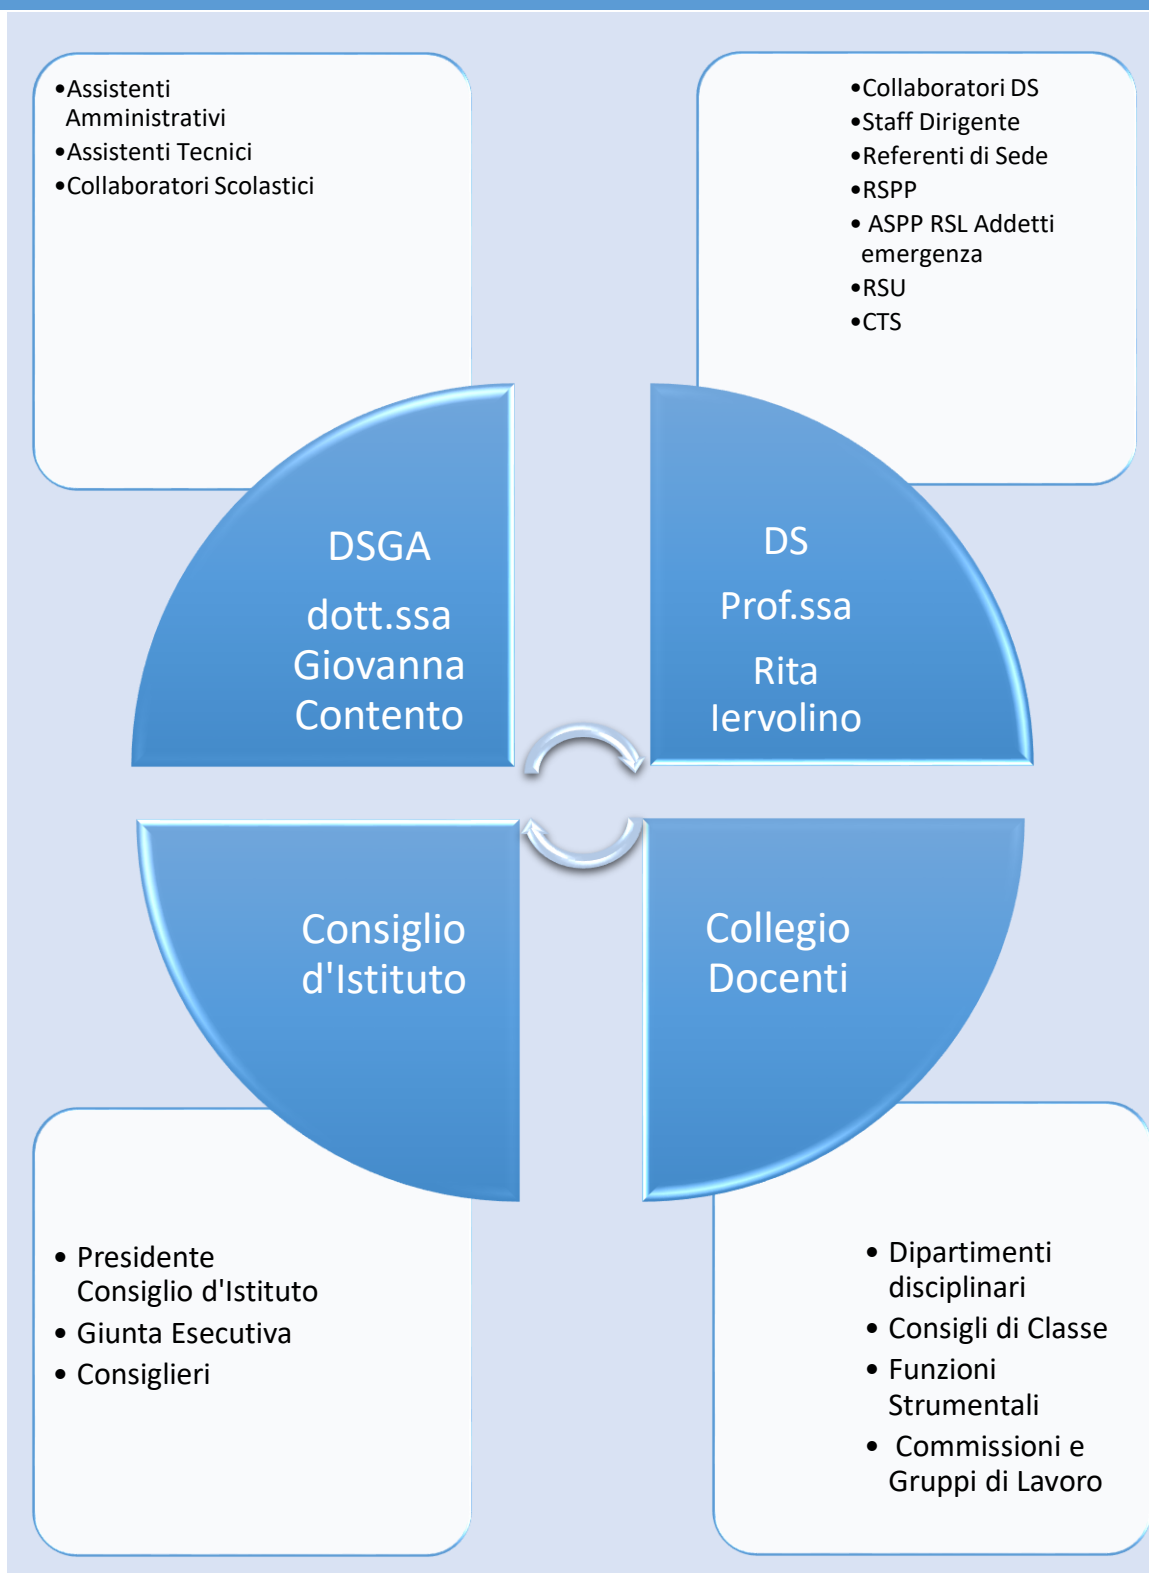 •Assistenti
Amministrativi
•Assistenti Tecnici
•Collaboratori Scolastici
•Collaboratori DS
•Staff Dirigente
•Referenti di Sede
•RSPP
• ASPP RSL Addetti
emergenza
•RSU
•CTS
DSGA
dott.ssa
Giovanna
Contento
DS
Prof.ssa
Rita
Iervolino
Consiglio
d'Istituto
Collegio
Docenti
• Presidente
Consiglio d'Istituto
• Giunta Esecutiva
• Consiglieri
• Dipartimenti
disciplinari
• Consigli di Classe
• Funzioni
Strumentali
• Commissioni e
Gruppi di Lavoro